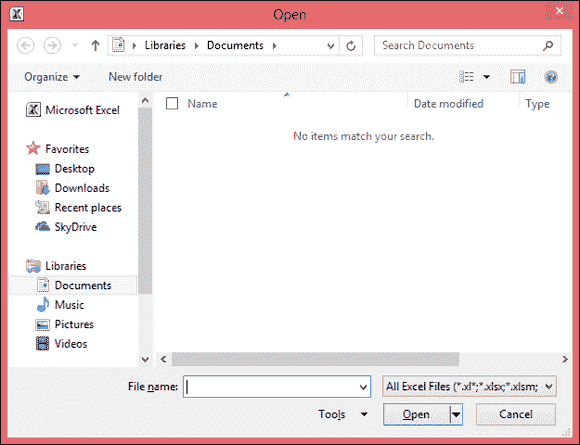 Open
Libraries Documents Search Documents
Organize New folder
Microsoft Excel
Name Date modified Type
No items match your search.
Favorites
Desktop
Downloads
Recent places
SkyDrive
Libraries
Documents
Music
Pictures
Videos
File name: All Excel Files (*.xl*;*.xlsx;*.xlsm;
Tools Open Cancel